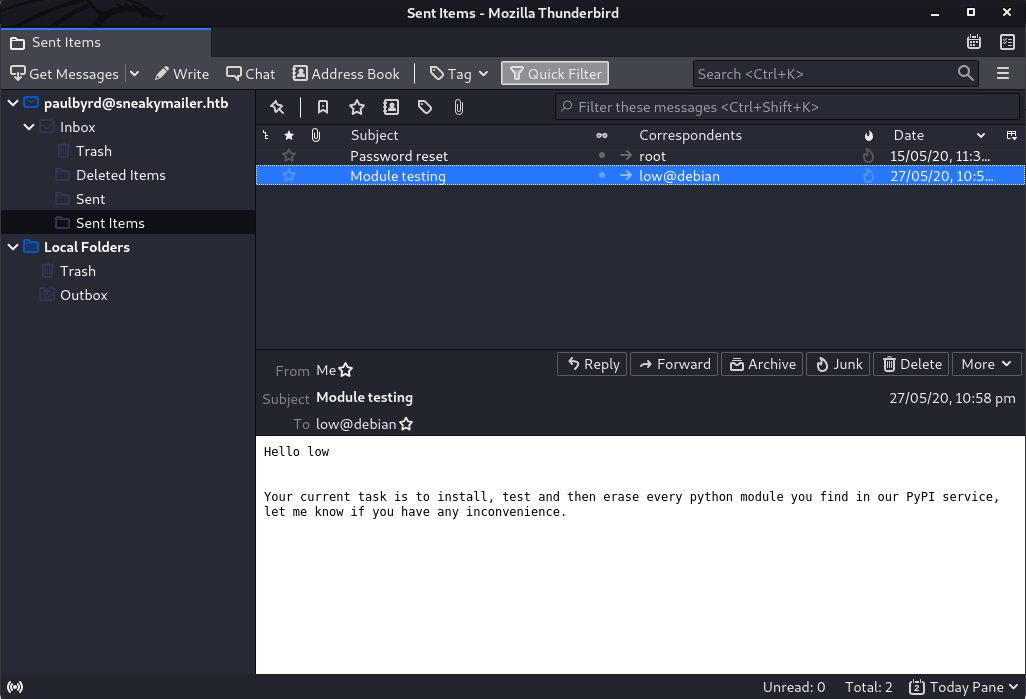 Sent Items - Mozilla Thunderbird
Sent Items
Get Messages Write Chat Address Book Tag Quick Filter Search <Ctrl+K>
paulbyrd@sneakymailer.htb
Inbox
Trash
Deleted Items
Sent
Sent Items
Local Folders
Trash
Outbox
Filter these messages <Ctrl+Shift+K>
Subject Correspondents Date
Password reset root 15/05/20, 11:3...
Module testing low@debian 27/05/20, 10:5...
From Me Reply Forward Archive Junk Delete More
Subject Module testing 27/05/20, 10:58 pm
To low@debian
Hello low
Your current task is to install, test and then erase every python module you find in our PyPI service,
let me know if you have any inconvenience.
Unread: 0 Total: 2 2 Today Pane